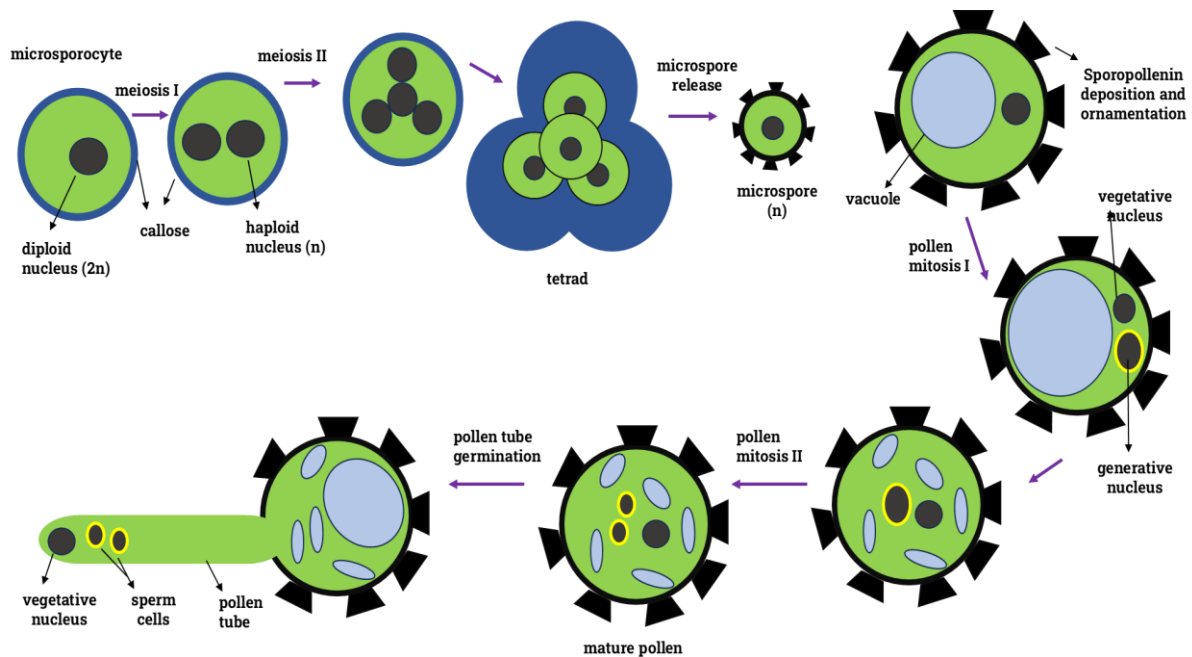 microsporocyte
meiosis I
meiosis II
microspore
release
Sporopollenin
deposition and
ornamentation
diploid
nucleus (2n)
callose
haploid
nucleus (n)
tetrad
microspore
(n)
vacuole
vegetative
nucleus
pollen
mitosis I
generative
nucleus
pollen
mitosis II
pollen tube
germination
mature pollen
vegetative
nucleus
sperm
cells
pollen
tube